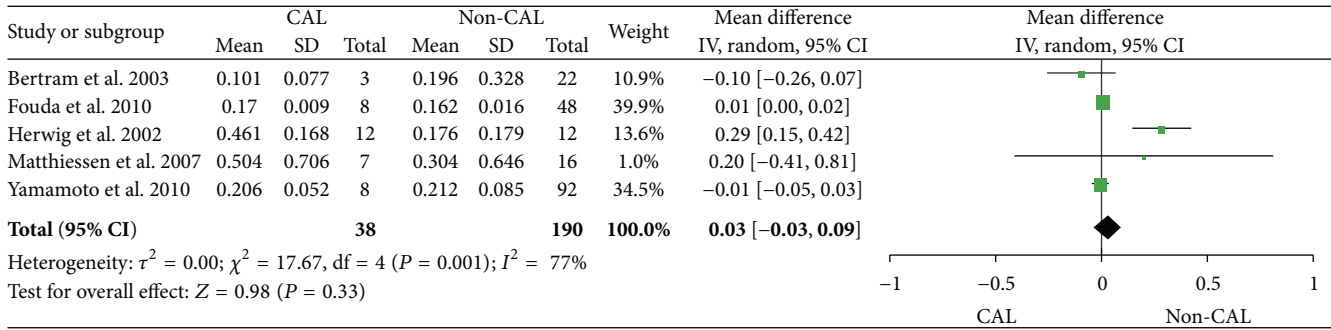 Study or subgroup CAL Non-CAL Weight Mean difference Mean difference
Mean SD Total Mean SD Total IV, random, 95% CI IV, random, 95% CI
Bertram et al. 2003 0.101 0.077 3 0.196 0.328 22 10.9% −0.10 [−0.26, 0.07]
Fouda et al. 2010 0.17 0.009 8 0.162 0.016 48 39.9% 0.01 [0.00, 0.02]
Herwig et al. 2002 0.461 0.168 12 0.176 0.179 12 13.6% 0.29 [0.15, 0.42]
Matthiessen et al. 2007 0.504 0.706 7 0.304 0.646 16 1.0% 0.20 [−0.41, 0.81]
Yamamoto et al. 2010 0.206 0.052 8 0.212 0.085 92 34.5% −0.01 [−0.05, 0.03]
Total (95% CI) 38 190 100.0% 0.03 [−0.03, 0.09]
Heterogeneity: τ² = 0.00; χ² = 17.67, df = 4 (P = 0.001); I² = 77%
Test for overall effect: Z = 0.98 (P = 0.33)
−1 −0.5 0 0.5 1
CAL Non-CAL